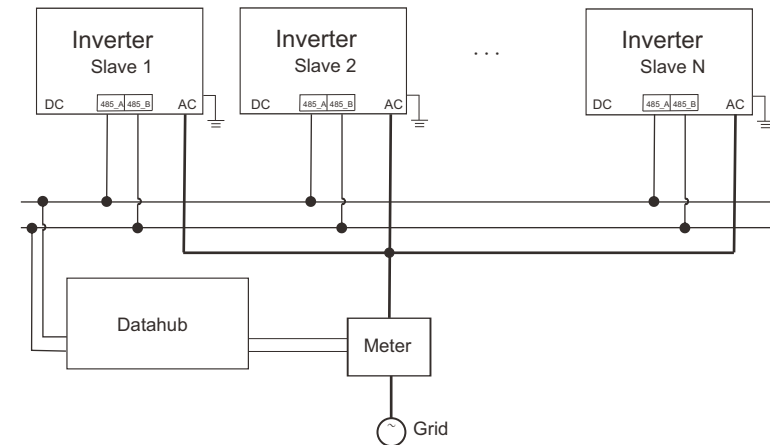 Inverter
Slave 1
DC 485_A 485_B AC
Inverter
Slave 2
DC 485_A 485_B AC
. . .
Inverter
Slave N
DC 485_A 485_B AC
Datahub
Meter
~ Grid